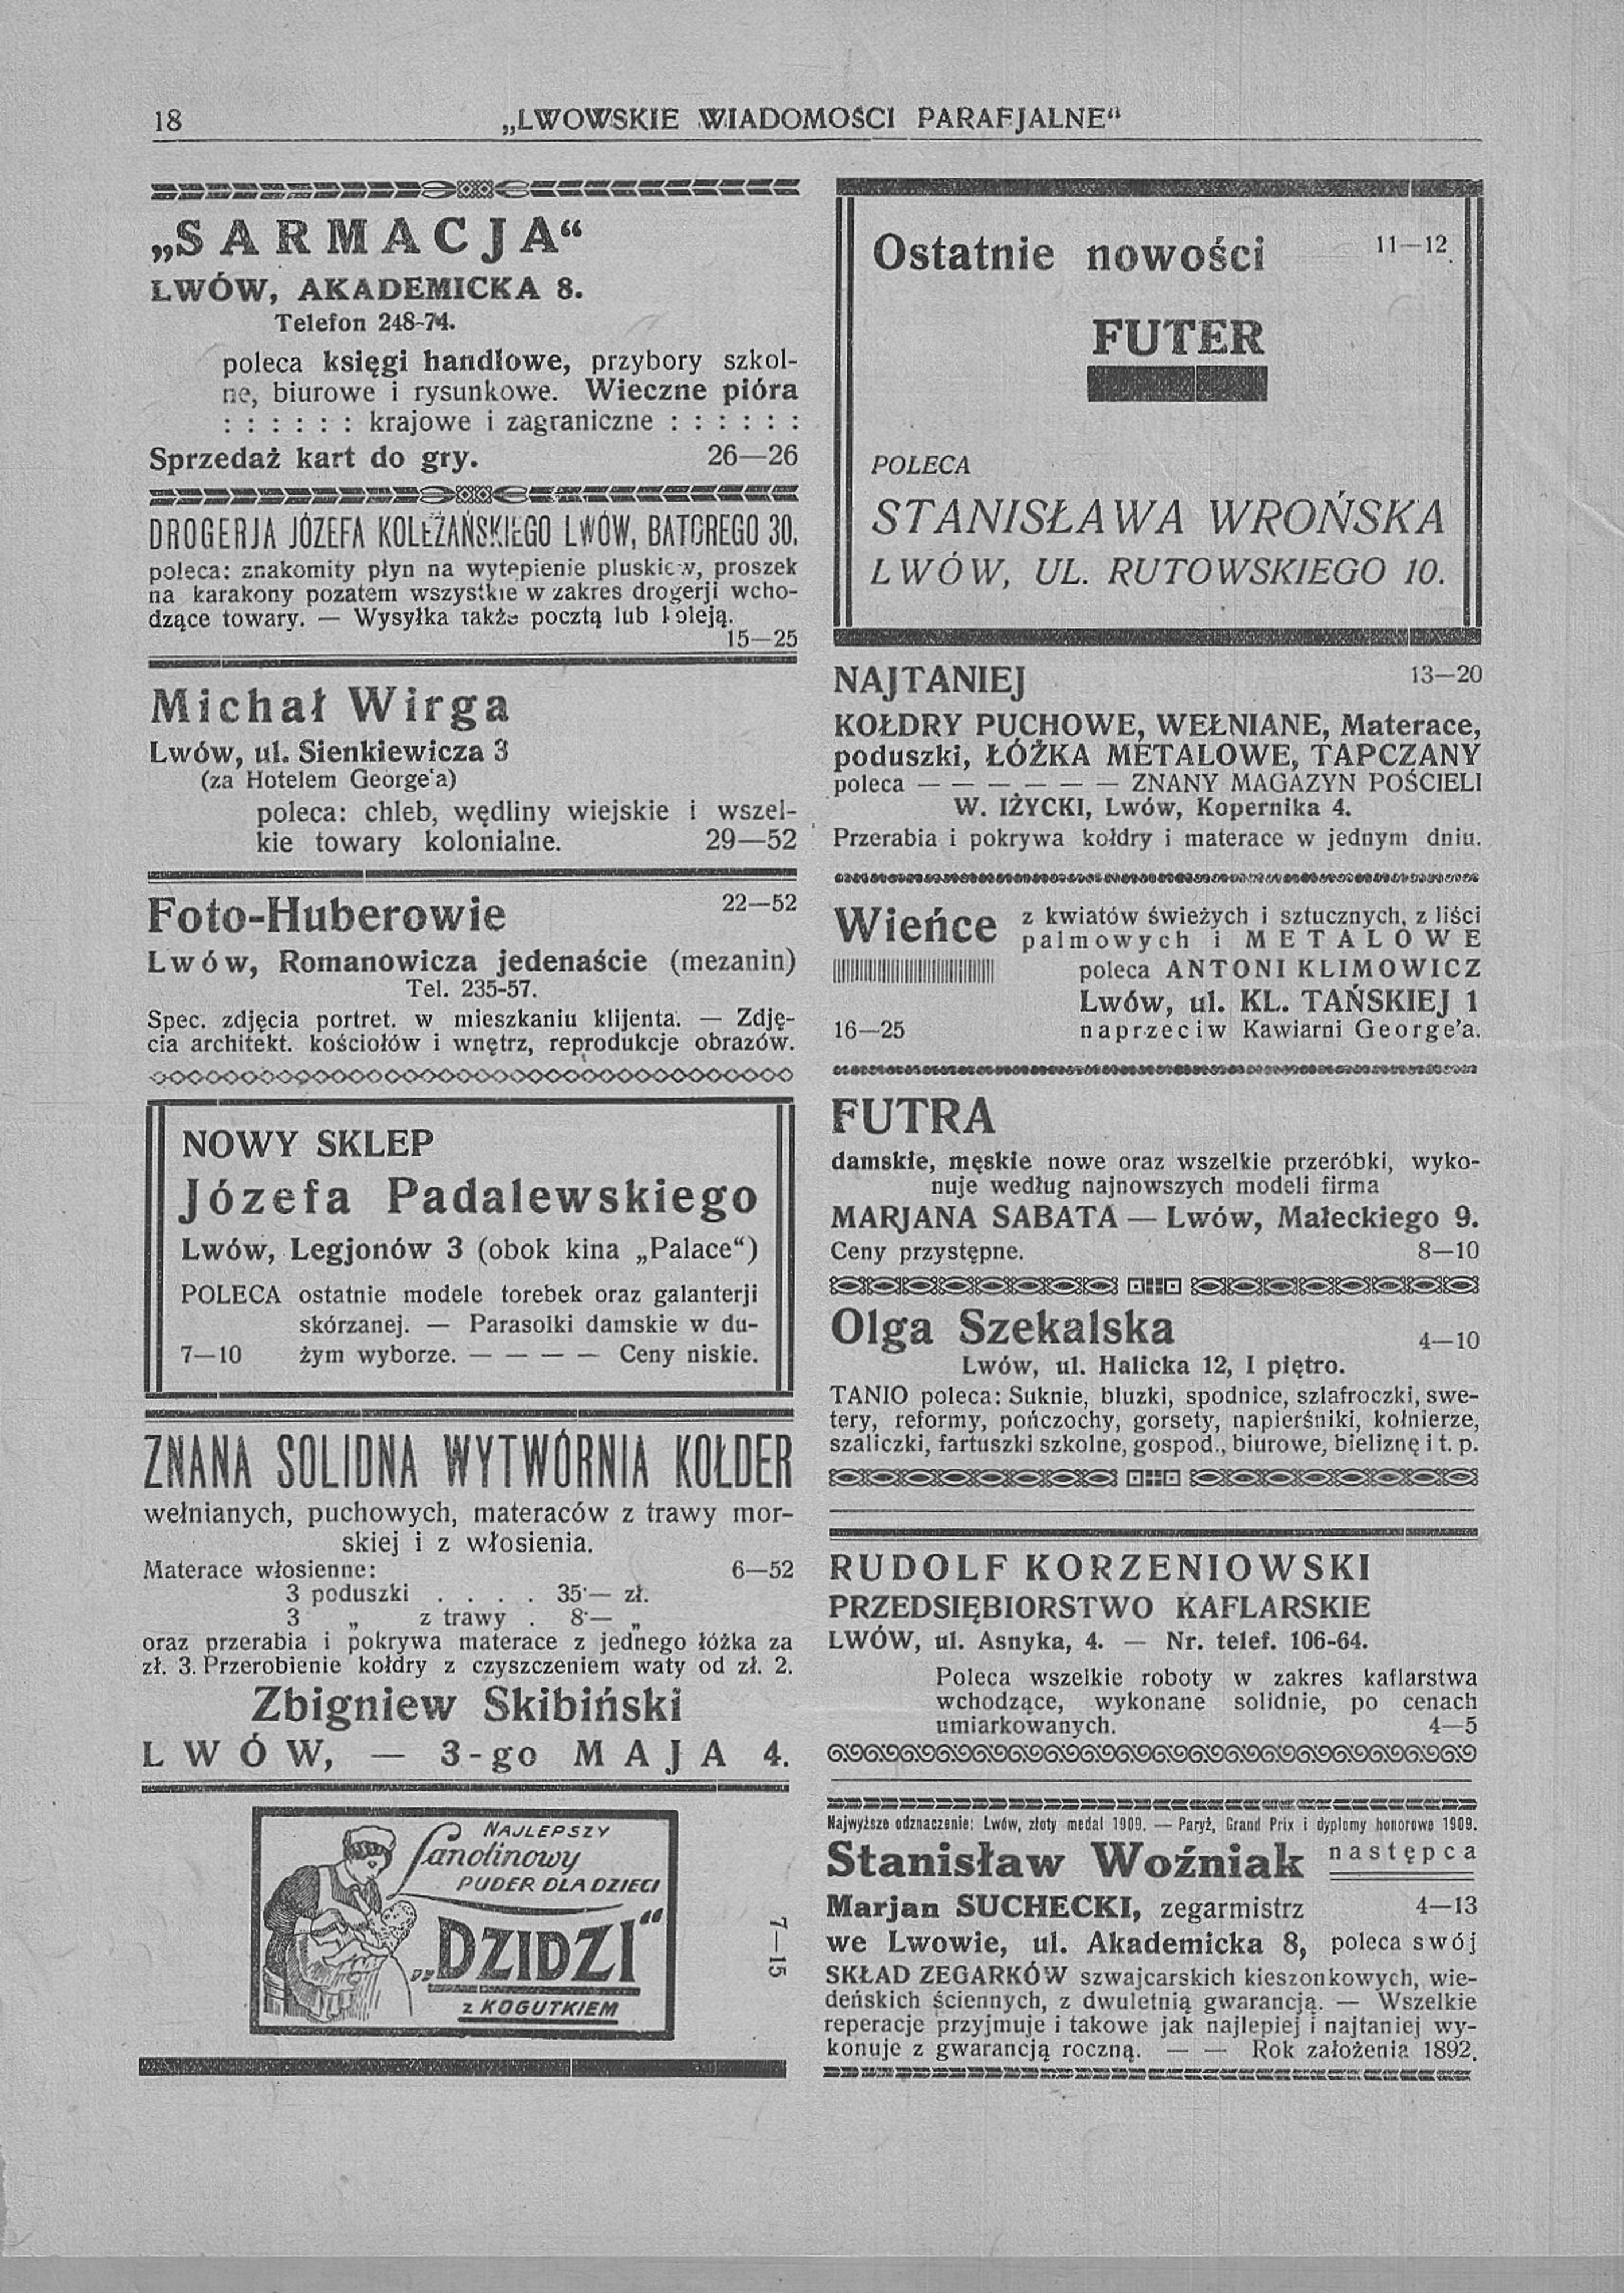 18
„LWOWSKIE WIADOMOŚCI PARAFJALNE“
„SARMACJA“
LWÓW, AKADEMICKA 8.
Telefon 248-74.
poleca księgi handlowe, przybory szkol-
ne, biurowe i rysunkowe. Wieczne pióra
: : : : : : krajowe i zagraniczne : : : : : :
Sprzedaż kart do gry. 26—26
DROGERJA JÓZEFA KOLEŻAŃSKIEGO LWÓW, BATOREGO 30.
poleca: znakomity płyn na wytępienie pluskiew, proszek
na karakony pozatem wszystkie w zakres drogerji wcho-
dzące towary. — Wysyłka także pocztą lub koleją.
15—25
Michał Wirga
Lwów, ul. Sienkiewicza 3
(za Hotelem George'a)
poleca: chleb, wędliny wiejskie i wszel-
kie towary kolonialne. 29—52
Foto-Huberowie 22—52
Lwów, Romanowicza jedenaście (mezanin)
Tel. 235-57.
Spec. zdjęcia portret. w mieszkaniu klijenta. — Zdję-
cia architekt. kościołów i wnętrz, reprodukcje obrazów.
NOWY SKLEP
Józefa Padalewskiego
Lwów, Legjonów 3 (obok kina „Palace“)
POLECA ostatnie modele torebek oraz galanterji
skórzanej. — Parasolki damskie w du-
7—10 żym wyborze. — — — — Ceny niskie.
ZNANA SOLIDNA WYTWÓRNIA KOŁDER
wełnianych, puchowych, materaców z trawy mor-
skiej i z włosienia.
Materace włosienne: 6—52
3 poduszki . . . . 35·— zł.
3 „ z trawy . 8·— „
oraz przerabia i pokrywa materace z jednego łóżka za
zł. 3. Przerobienie kołdry z czyszczeniem waty od zł. 2.
Zbigniew Skibiński
LWÓW, — 3-go MAJA 4.
NAJLEPSZY
Lanolinowy
PUDER DLA DZIECI
„DZIDZI“
z KOGUTKIEM
7—15
Ostatnie nowości 11—12
FUTER
POLECA
STANISŁAWA WROŃSKA
LWÓW, UL. RUTOWSKIEGO 10.
NAJTANIEJ 13—20
KOŁDRY PUCHOWE, WEŁNIANE, Materace,
poduszki, ŁÓŻKA METALOWE, TAPCZANY
poleca — — — — — — ZNANY MAGAZYN POŚCIELI
W. IŻYCKI, Lwów, Kopernika 4.
Przerabia i pokrywa kołdry i materace w jednym dniu.
Wieńce z kwiatów świeżych i sztucznych, z liści
palmowych i METALOWE
poleca ANTONI KLIMOWICZ
Lwów, ul. KL. TAŃSKIEJ 1
16—25 naprzeciw Kawiarni George'a.
FUTRA
damskie, męskie nowe oraz wszelkie przeróbki, wyko-
nuje według najnowszych modeli firma
MARJANA SABATA — Lwów, Małeckiego 9.
Ceny przystępne. 8—10
Olga Szekalska 4—10
Lwów, ul. Halicka 12, I piętro.
TANIO poleca: Suknie, bluzki, spodnice, szlafroczki, swe-
tery, reformy, pończochy, gorsety, napierśniki, kołnierze,
szaliczki, fartuszki szkolne, gospod., biurowe, bieliznę i t. p.
RUDOLF KORZENIOWSKI
PRZEDSIĘBIORSTWO KAFLARSKIE
LWÓW, ul. Asnyka, 4. — Nr. telef. 106-64.
Poleca wszelkie roboty w zakres kaflarstwa
wchodzące, wykonane solidnie, po cenach
umiarkowanych. 4—5
Najwyższe odznaczenie: Lwów, złoty medal 1909. — Paryż, Grand Prix i dyplomy honorowe 1909.
Stanisław Woźniak następca
Marjan SUCHECKI, zegarmistrz 4—13
we Lwowie, ul. Akademicka 8, poleca swój
SKŁAD ZEGARKÓW szwajcarskich kieszonkowych, wie-
deńskich ściennych, z dwuletnią gwarancją. — Wszelkie
reperacje przyjmuje i takowe jak najlepiej i najtaniej wy-
konuje z gwarancją roczną. — — Rok założenia 1892.